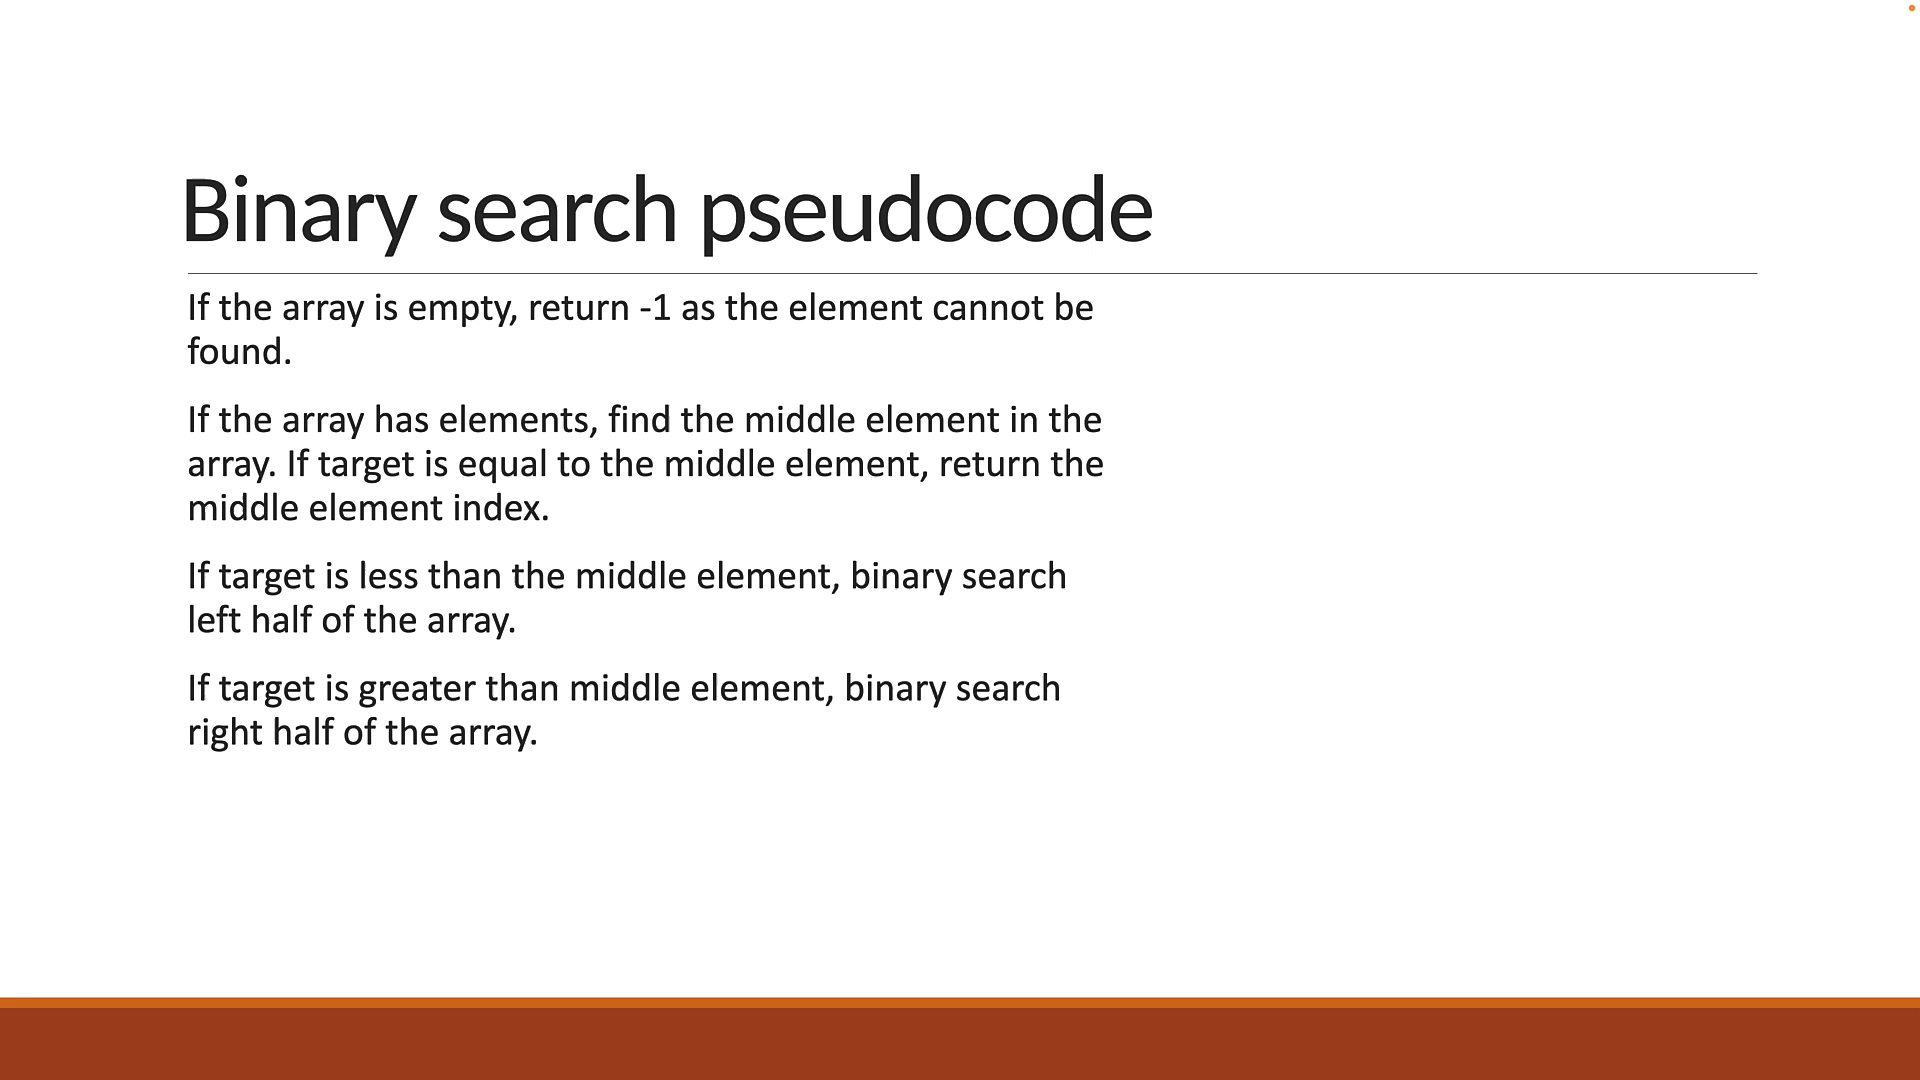 Binary search pseudocode
If the array is empty, return -1 as the element cannot be
found.
If the array has elements, find the middle element in the
array. If target is equal to the middle element, return the
middle element index.
If target is less than the middle element, binary search
left half of the array.
If target is greater than middle element, binary search
right half of the array.